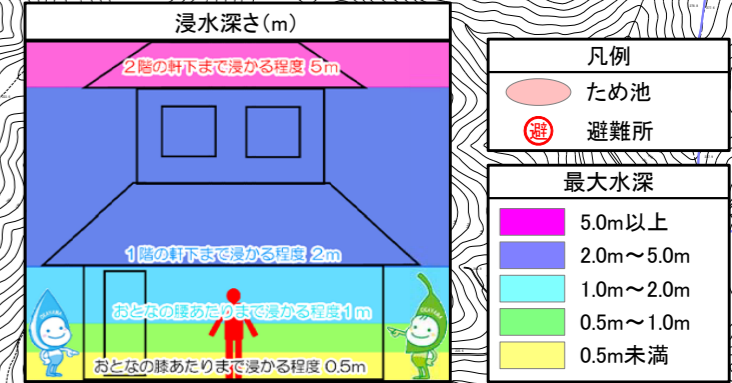 浸水深さ(m)
2階の軒下まで浸かる程度 5m
1階の軒下まで浸かる程度 2m
おとなの腰あたりまで浸かる程度1m
おとなの膝あたりまで浸かる程度 0.5m
凡例
ため池
避 避難所
最大水深
5.0m以上
2.0m～5.0m
1.0m～2.0m
0.5m～1.0m
0.5m未満